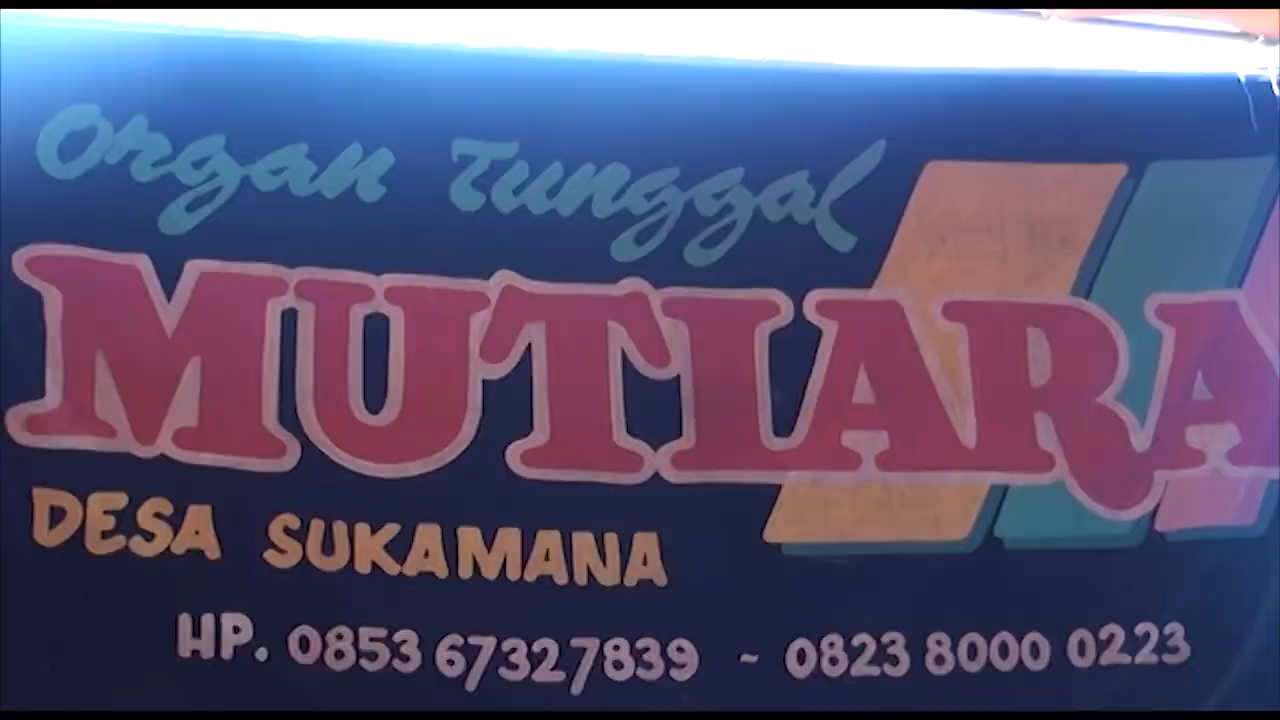 Organ Tunggal
MUTIARA
DESA SUKAMANA
HP. 0853 67327839 - 0823 8000 0223